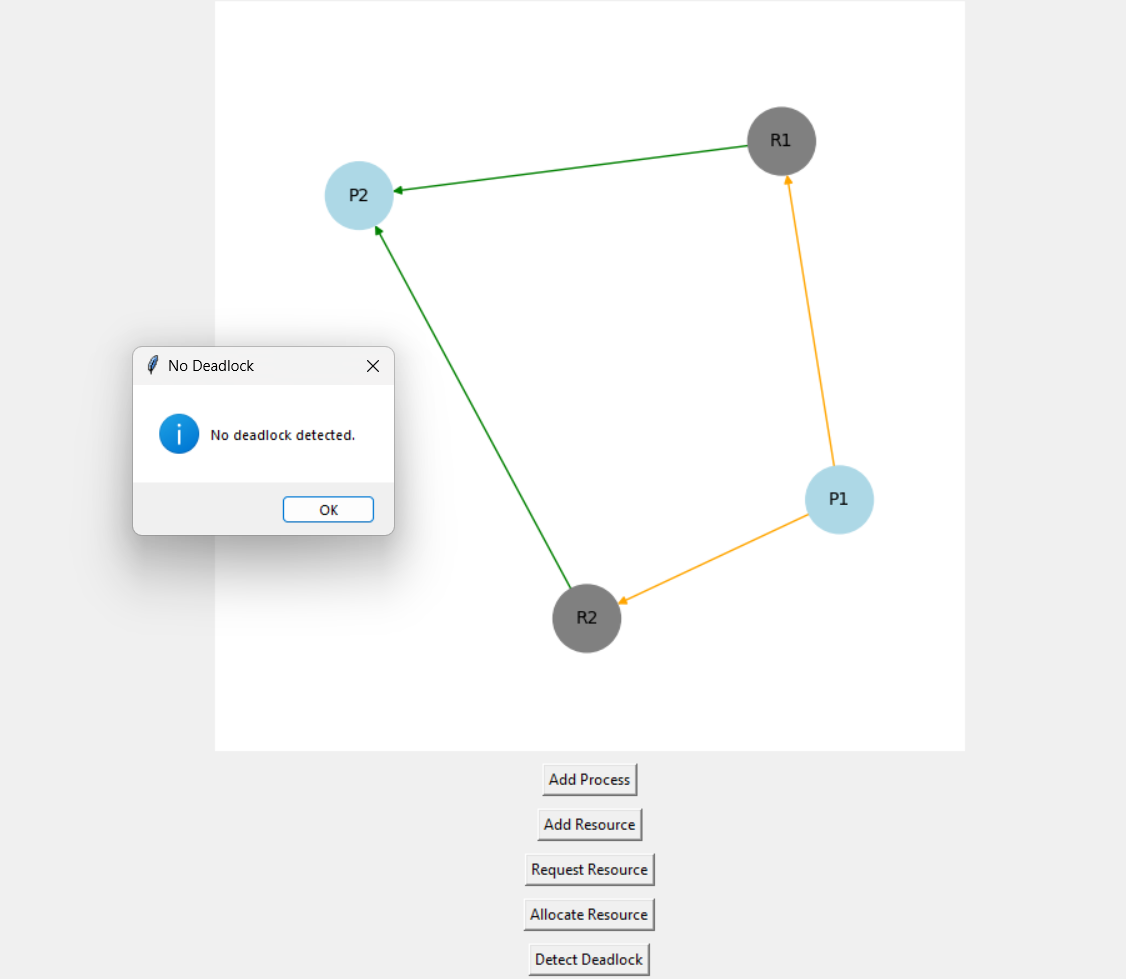 R1
P2
No Deadlock
No deadlock detected.
P1
OK
R2
Add Process
Add Resource
Request Resource
Allocate Resource
Detect Deadlock